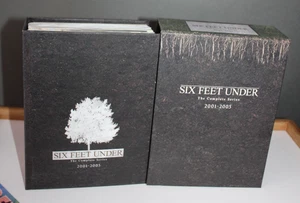 SIX FEET UNDER
The Complete Series
2001-2005
SIX FEET UNDER
The Complete Series
2001-2005